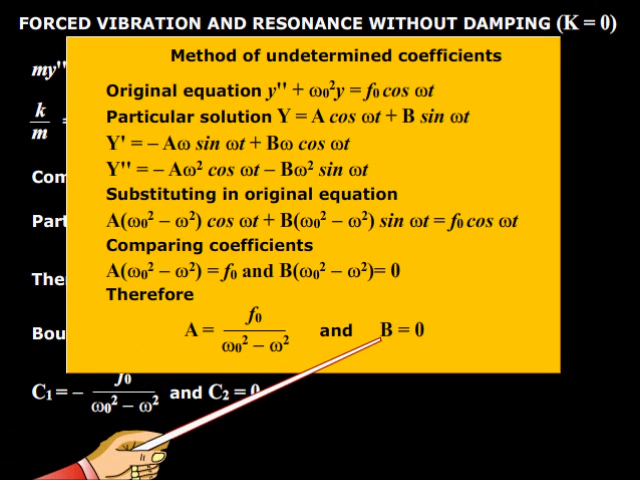 FORCED VIBRATION AND RESONANCE WITHOUT DAMPING (K = 0)
my''
k/m =
Com
Part
The
Bou
C₁ = – f₀/(ω₀² – ω²) and C₂ = 0
Method of undetermined coefficients
Original equation y'' + ω₀²y = f₀ cos ωt
Particular solution Y = A cos ωt + B sin ωt
Y' = – Aω sin ωt + Bω cos ωt
Y'' = – Aω² cos ωt – Bω² sin ωt
Substituting in original equation
A(ω₀² – ω²) cos ωt + B(ω₀² – ω²) sin ωt = f₀ cos ωt
Comparing coefficients
A(ω₀² – ω²) = f₀ and B(ω₀² – ω²)= 0
Therefore
A = f₀/(ω₀² – ω²) and B = 0